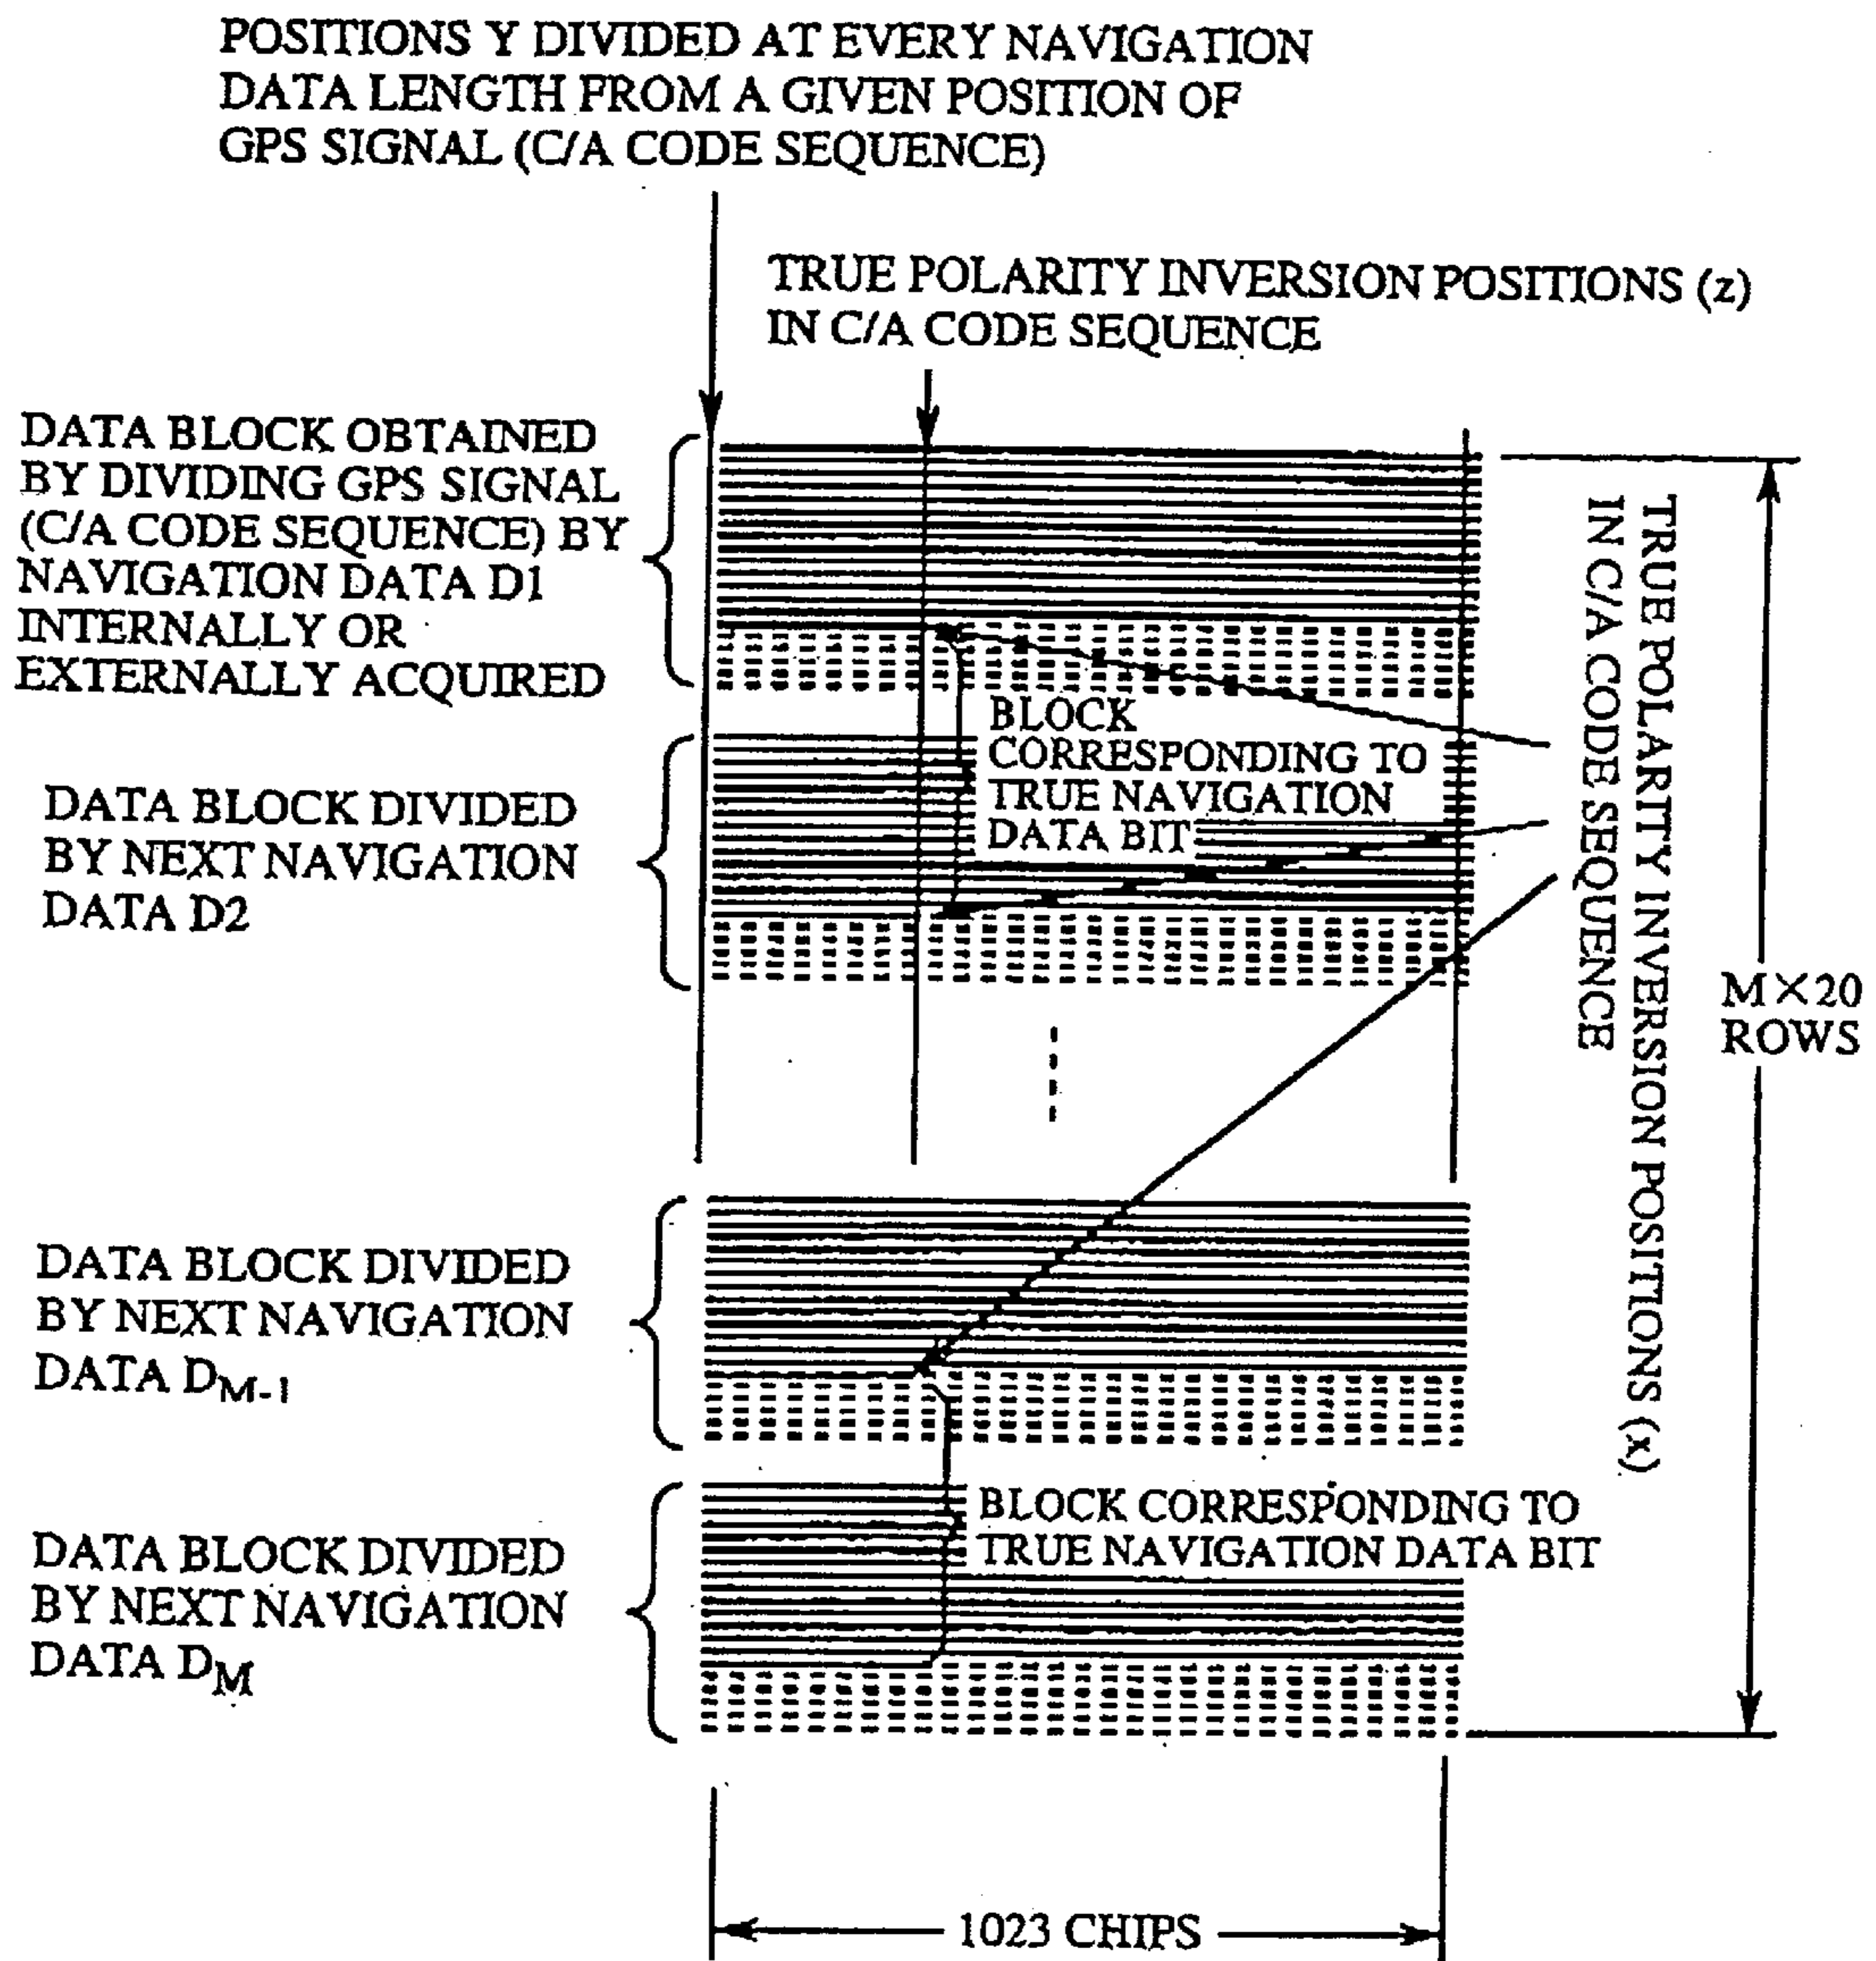 POSITIONS Y DIVIDED AT EVERY NAVIGATION
DATA LENGTH FROM A GIVEN POSITION OF
GPS SIGNAL (C/A CODE SEQUENCE)
TRUE POLARITY INVERSION POSITIONS (z)
IN C/A CODE SEQUENCE
DATA BLOCK OBTAINED
BY DIVIDING GPS SIGNAL
(C/A CODE SEQUENCE) BY
NAVIGATION DATA D1
INTERNALLY OR
EXTERNALLY ACQUIRED
BLOCK
CORRESPONDING TO
TRUE NAVIGATION
DATA BIT
TRUE POLARITY INVERSION POSITIONS (x)
IN C/A CODE SEQUENCE
DATA BLOCK DIVIDED
BY NEXT NAVIGATION
DATA D2
M×20
ROWS
DATA BLOCK DIVIDED
BY NEXT NAVIGATION
DATA DM-1
BLOCK CORRESPONDING TO
TRUE NAVIGATION DATA BIT
DATA BLOCK DIVIDED
BY NEXT NAVIGATION
DATA DM
1023 CHIPS